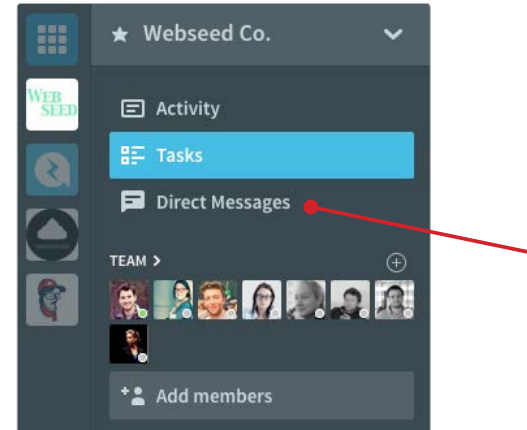 Webseed Co.
WEB
SEED
Activity
Tasks
Direct Messages
TEAM >
Add members